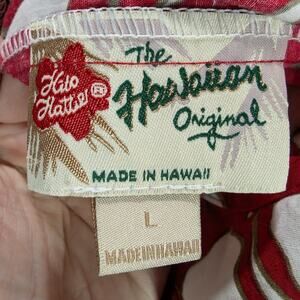 Hilo
Hattie®
The
Hawaiian
Original
MADE IN HAWAII
L
MADE IN HAWAII